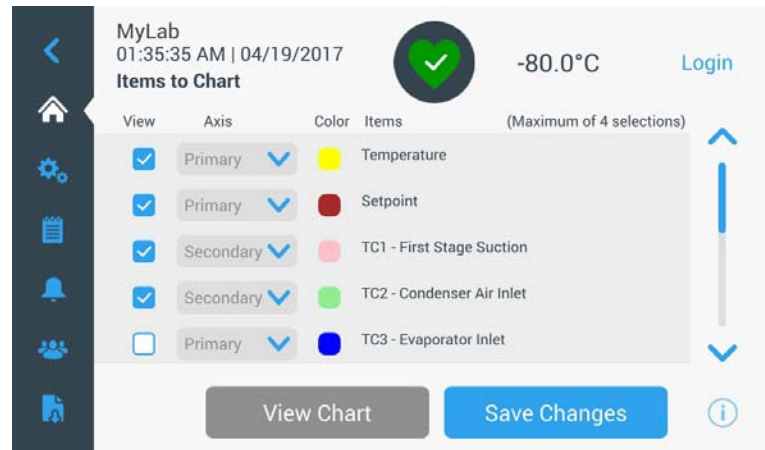 MyLab
01:35:35 AM | 04/19/2017
Items to Chart
-80.0°C
Login
View Axis Color Items (Maximum of 4 selections)
Primary Temperature
Primary Setpoint
Secondary TC1 - First Stage Suction
Secondary TC2 - Condenser Air Inlet
Primary TC3 - Evaporator Inlet
View Chart Save Changes